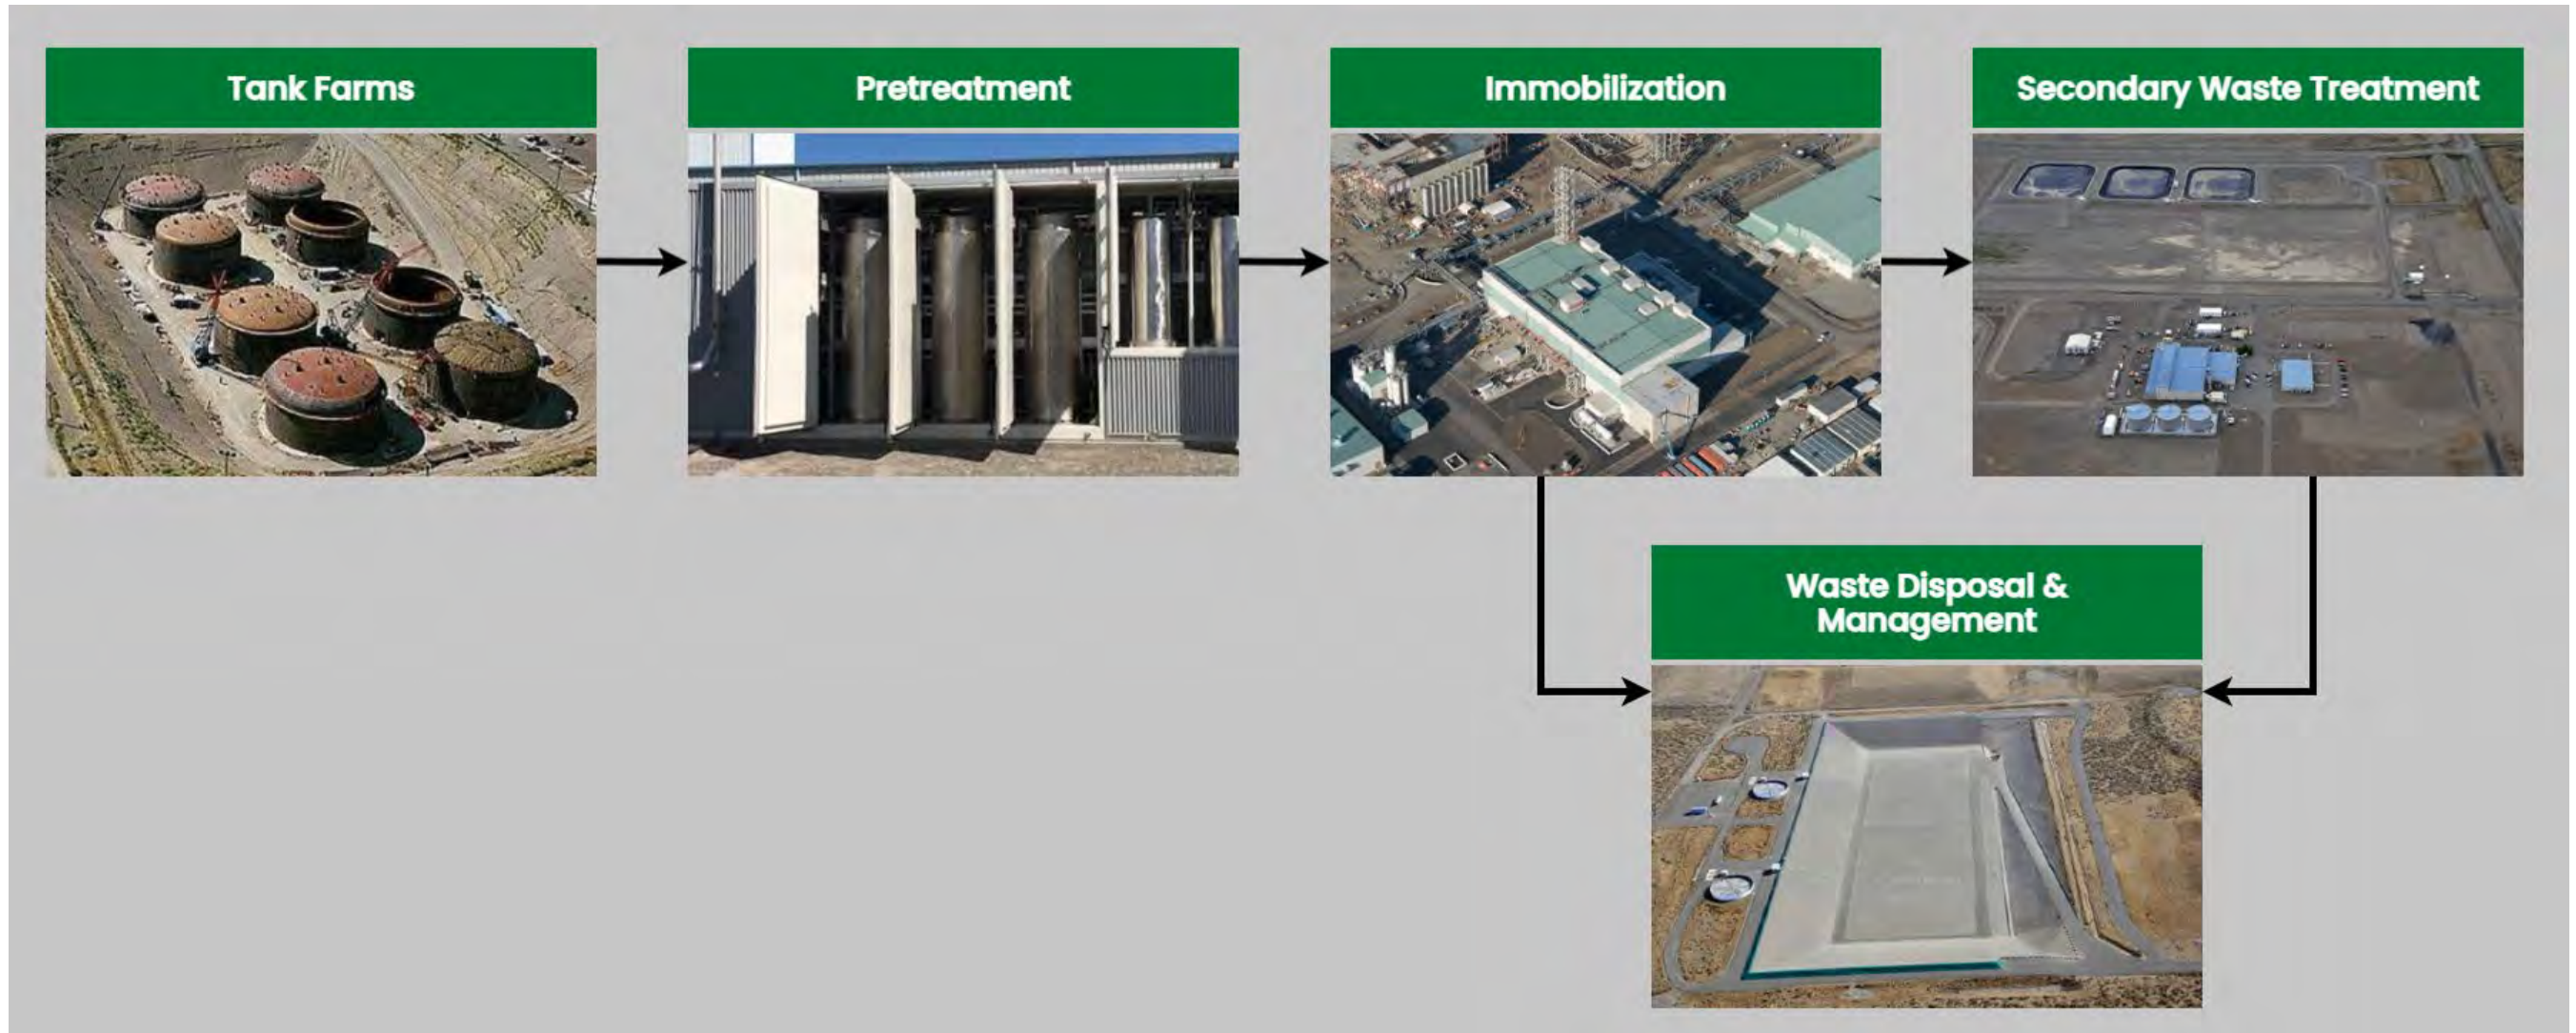 Tank Farms
Pretreatment
Immobilization
Secondary Waste Treatment
Waste Disposal &
Management